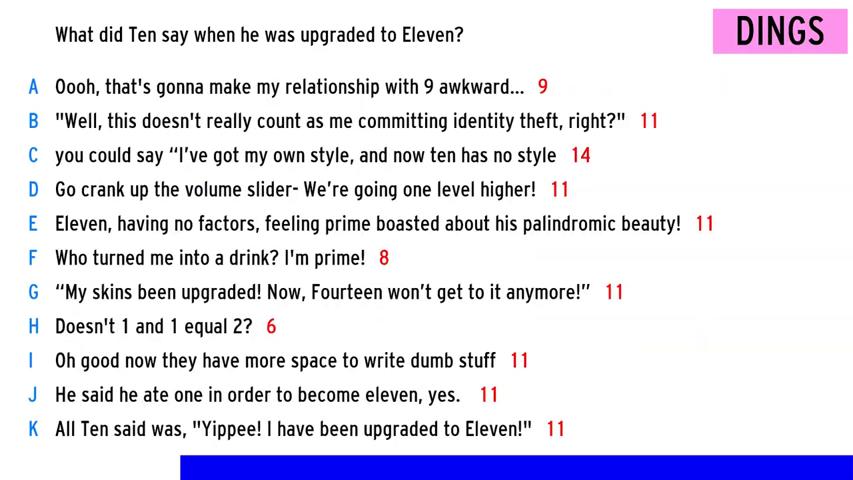 What did Ten say when he was upgraded to Eleven?
DINGS
A Oooh, that's gonna make my relationship with 9 awkward... 9
B "Well, this doesn't really count as me committing identity theft, right?" 11
C you could say “I’ve got my own style, and now ten has no style 14
D Go crank up the volume slider- We’re going one level higher! 11
E Eleven, having no factors, feeling prime boasted about his palindromic beauty! 11
F Who turned me into a drink? I'm prime! 8
G “My skins been upgraded! Now, Fourteen won’t get to it anymore!” 11
H Doesn't 1 and 1 equal 2? 6
I Oh good now they have more space to write dumb stuff 11
J He said he ate one in order to become eleven, yes. 11
K All Ten said was, "Yippee! I have been upgraded to Eleven!" 11